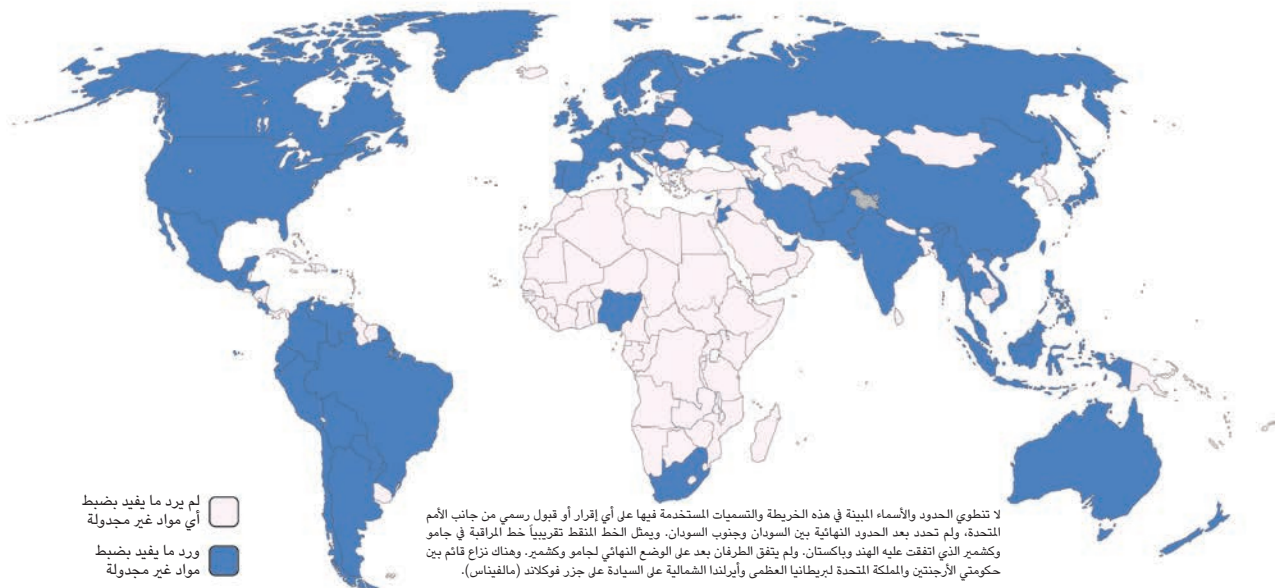 لم يرد ما يفيد بضبط
أي مواد غير مجدولة
ورد ما يفيد بضبط
مواد غير مجدولة
لا تنطوي الحدود والأسماء المبينة في هذه الخريطة والتسميات المستخدمة فيها على أي إقرار أو قبول رسمي من جانب الأمم
المتحدة، ولم تحدد بعد الحدود النهائية بين السودان وجنوب السودان. ويمثل الخط المنقط تقريبياً خط المراقبة في جامو
وكشمير الذي اتفقت عليه الهند وباكستان. ولم يتفق الطرفان بعد على الوضع النهائي لجامو وكشمير. وهناك نزاع قائم بين
حكومتي الأرجنتين والمملكة المتحدة لبريطانيا العظمى وأيرلندا الشمالية على السيادة على جزر فوكلاند (مالفيناس).